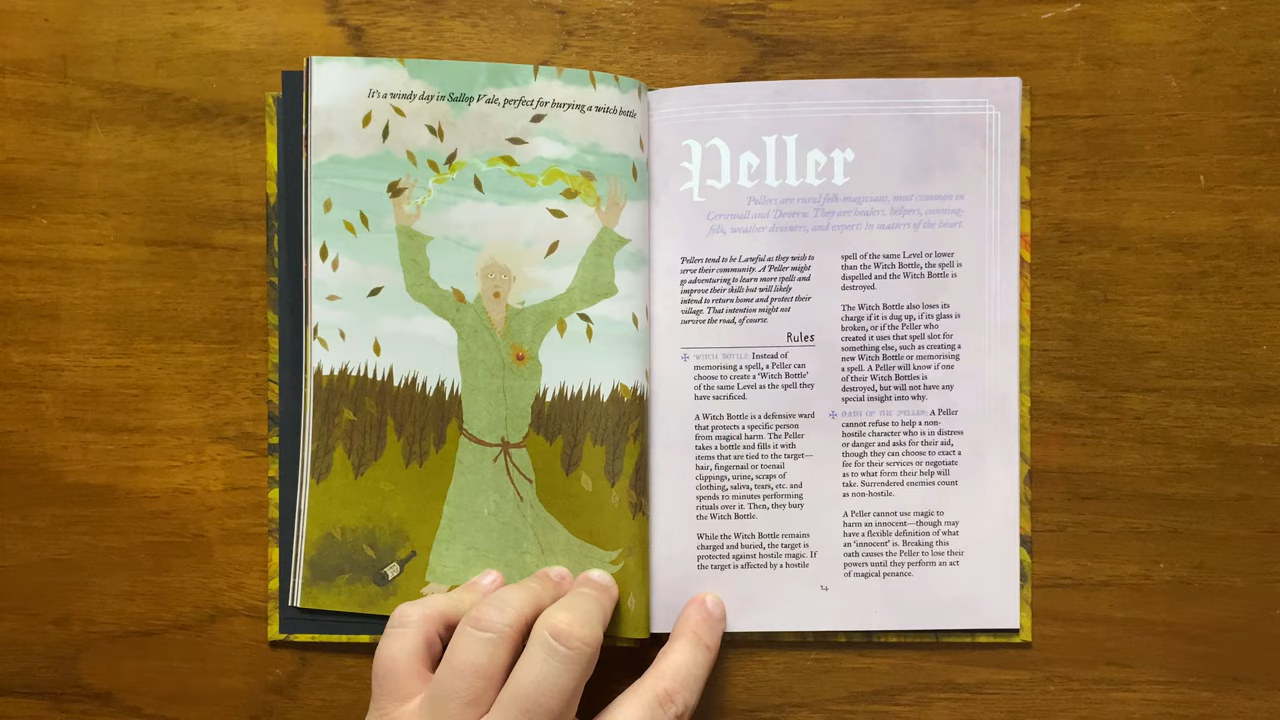 It's a windy day in Sallop Vale, perfect for burying a witch bottle
Peller
Pellers are rural folk-magicians, most common in
Cernwall and Dovern. They are healers, helpers, cunning-
folk, weather diviners, and experts in matters of the heart.
Pellers tend to be Lawful as they wish to
serve their community. A Peller might
go adventuring to learn more spells and
improve their skills but will likely
intend to return home and protect their
village. That intention might not
survive the road, of course.
Rules
WITCH BOTTLE: Instead of
memorising a spell, a Peller can
choose to create a 'Witch Bottle'
of the same Level as the spell they
have sacrificed.
A Witch Bottle is a defensive ward
that protects a specific person
from magical harm. The Peller
takes a bottle and fills it with
items that are tied to the target—
hair, fingernail or toenail
clippings, urine, scraps of
clothing, saliva, tears, etc. and
spends 10 minutes performing
rituals over it. Then, they bury
the Witch Bottle.
While the Witch Bottle remains
charged and buried, the target is
protected against hostile magic. If
the target is affected by a hostile
spell of the same Level or lower
than the Witch Bottle, the spell is
dispelled and the Witch Bottle is
destroyed.
The Witch Bottle also loses its
charge if it is dug up, if its glass is
broken, or if the Peller who
created it uses that spell slot for
something else, such as creating a
new Witch Bottle or memorising
a spell. A Peller will know if one
of their Witch Bottles is
destroyed, but will not have any
special insight into why.
OATH OF THE PELLER: A Peller
cannot refuse to help a non-
hostile character who is in distress
or danger and asks for their aid,
though they can choose to exact a
fee for their services or negotiate
as to what form their help will
take. Surrendered enemies count
as non-hostile.
A Peller cannot use magic to
harm an innocent—though may
have a flexible definition of what
an 'innocent' is. Breaking this
oath causes the Peller to lose their
powers until they perform an act
of magical penance.
24